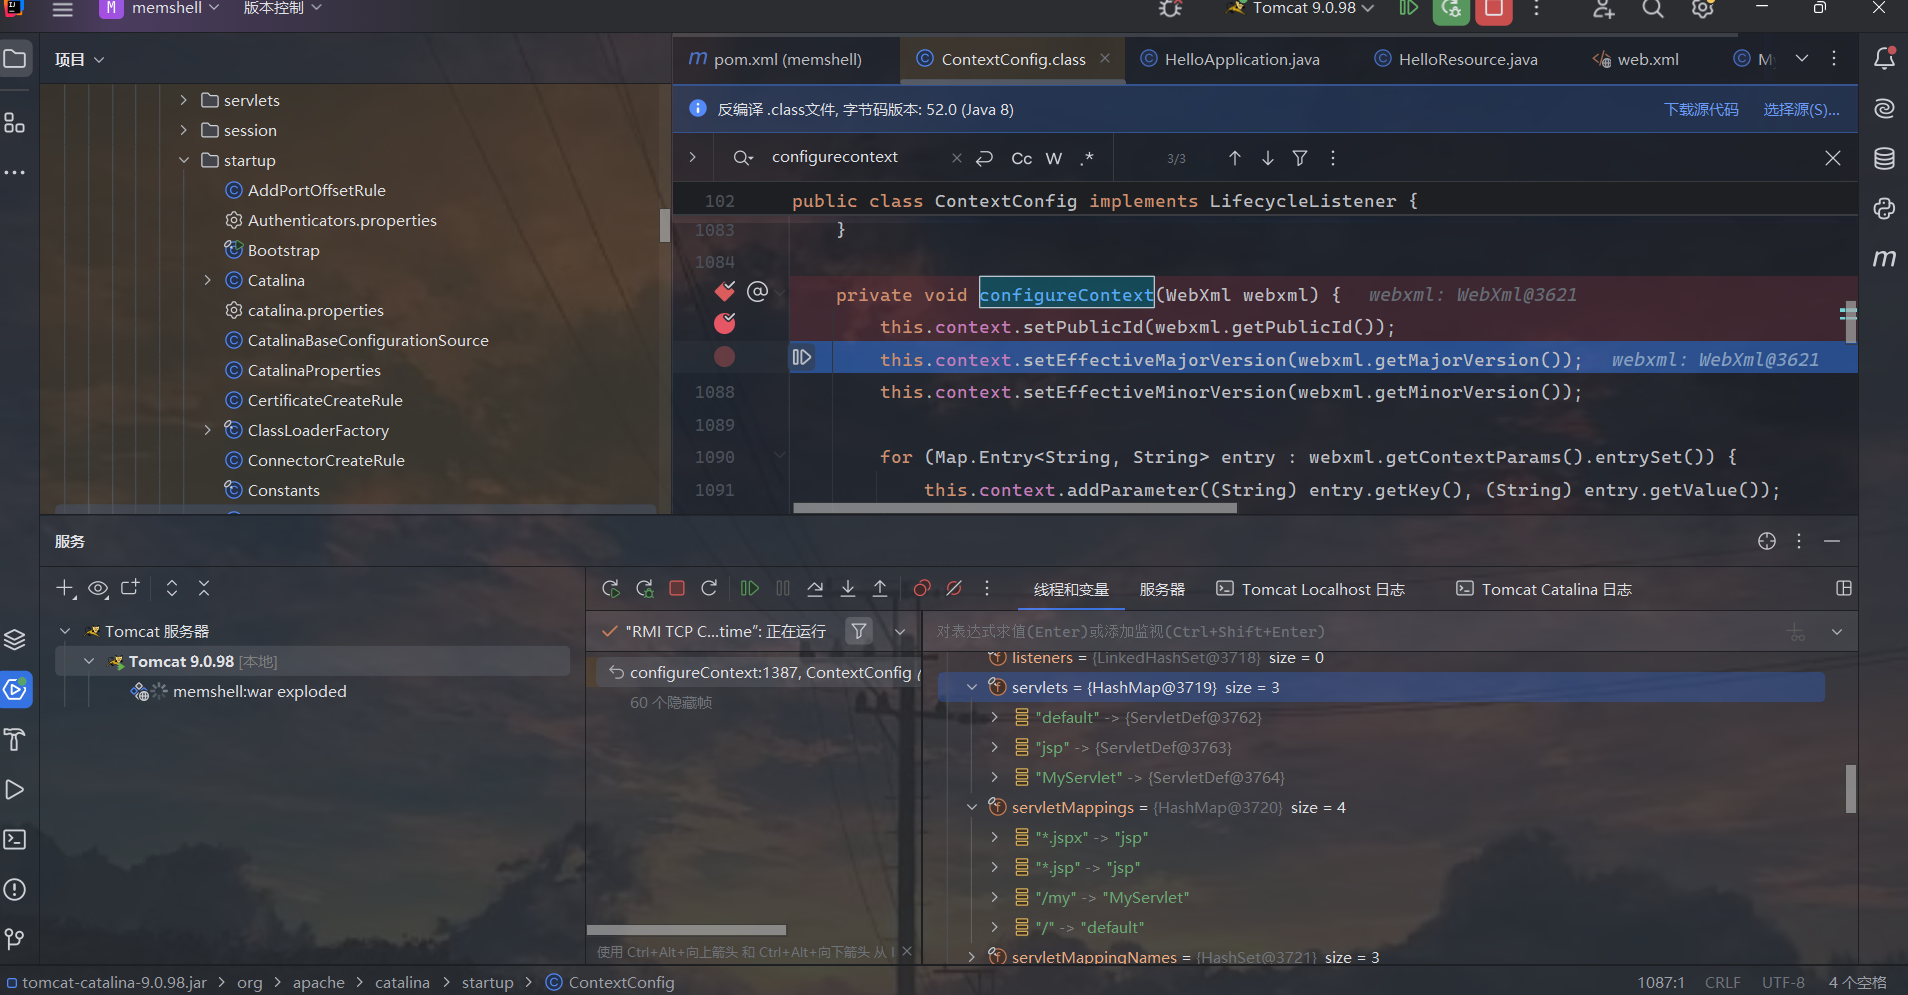 M memshell 版本控制 Tomcat 9.0.98
项目
servlets
session
startup
AddPortOffsetRule
Authenticators.properties
Bootstrap
Catalina
catalina.properties
CatalinaBaseConfigurationSource
CatalinaProperties
CertificateCreateRule
ClassLoaderFactory
ConnectorCreateRule
Constants
pom.xml (memshell) ContextConfig.class HelloApplication.java HelloResource.java web.xml
反编译 .class文件, 字节码版本: 52.0 (Java 8) 下载源代码 选择源(S)...
configurecontext Cc W .* 3/3
102 public class ContextConfig implements LifecycleListener {
1083 }
1084
private void configureContext(WebXml webxml) { webxml: WebXml@3621
this.context.setPublicId(webxml.getPublicId());
this.context.setEffectiveMajorVersion(webxml.getMajorVersion()); webxml: WebXml@3621
1088 this.context.setEffectiveMinorVersion(webxml.getMinorVersion());
1089
1090 for (Map.Entry<String, String> entry : webxml.getContextParams().entrySet()) {
1091 this.context.addParameter((String) entry.getKey(), (String) entry.getValue());
服务
Tomcat 服务器
Tomcat 9.0.98 [本地]
memshell:war exploded
线程和变量 服务器 Tomcat Localhost 日志 Tomcat Catalina 日志
"RMI TCP C...time": 正在运行
configureContext:1387, ContextConfig (
60 个隐藏帧
使用 Ctrl+Alt+向上箭头 和 Ctrl+Alt+向下箭头 从 I
对表达式求值(Enter)或添加监视(Ctrl+Shift+Enter)
listeners = {LinkedHashSet@3718} size = 0
servlets = {HashMap@3719} size = 3
"default" -> {ServletDef@3762}
"jsp" -> {ServletDef@3763}
"MyServlet" -> {ServletDef@3764}
servletMappings = {HashMap@3720} size = 4
"*.jspx" -> "jsp"
"*.jsp" -> "jsp"
"/my" -> "MyServlet"
"/" -> "default"
servletMappingNames = {HashSet@3721} size = 3
tomcat-catalina-9.0.98.jar > org > apache > catalina > startup > ContextConfig 1087:1 CRLF UTF-8 4 个空格